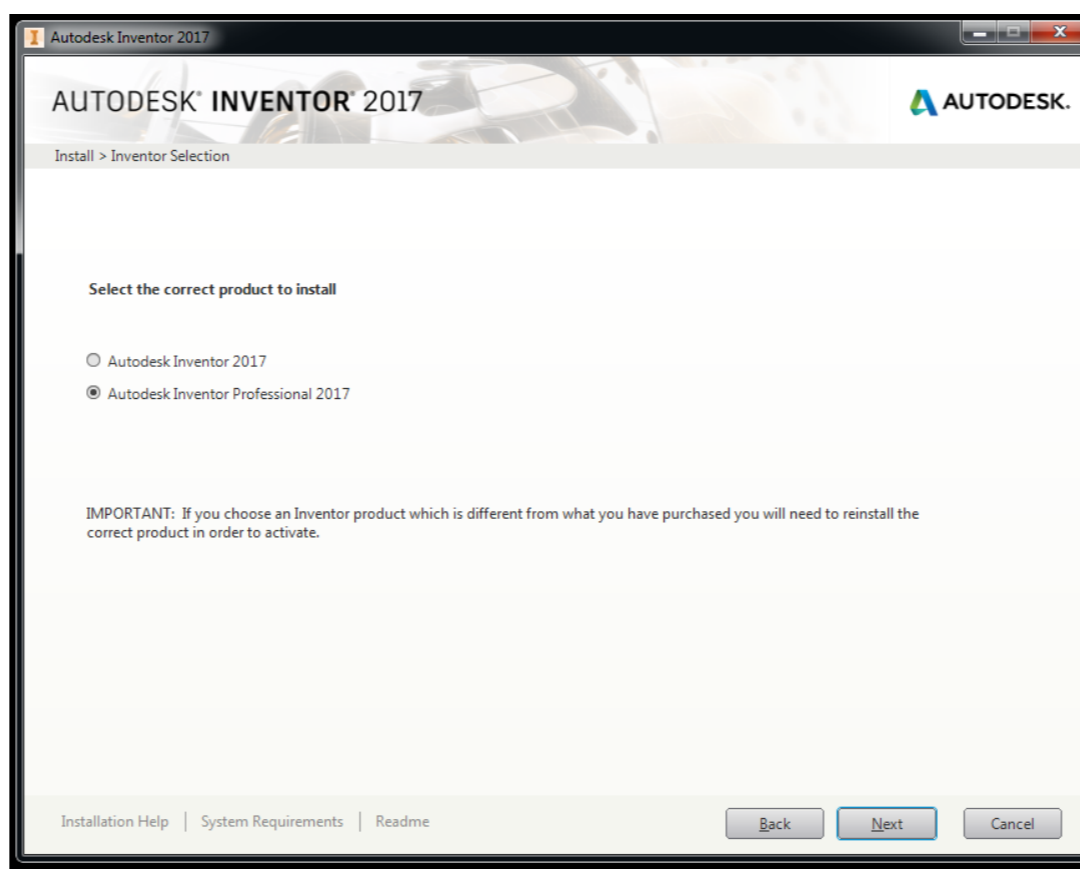 Autodesk Inventor 2017
AUTODESK® INVENTOR® 2017
AUTODESK.
Install > Inventor Selection
Select the correct product to install
Autodesk Inventor 2017
Autodesk Inventor Professional 2017
IMPORTANT: If you choose an Inventor product which is different from what you have purchased you will need to reinstall the
correct product in order to activate.
Installation Help | System Requirements | Readme
Back Next Cancel